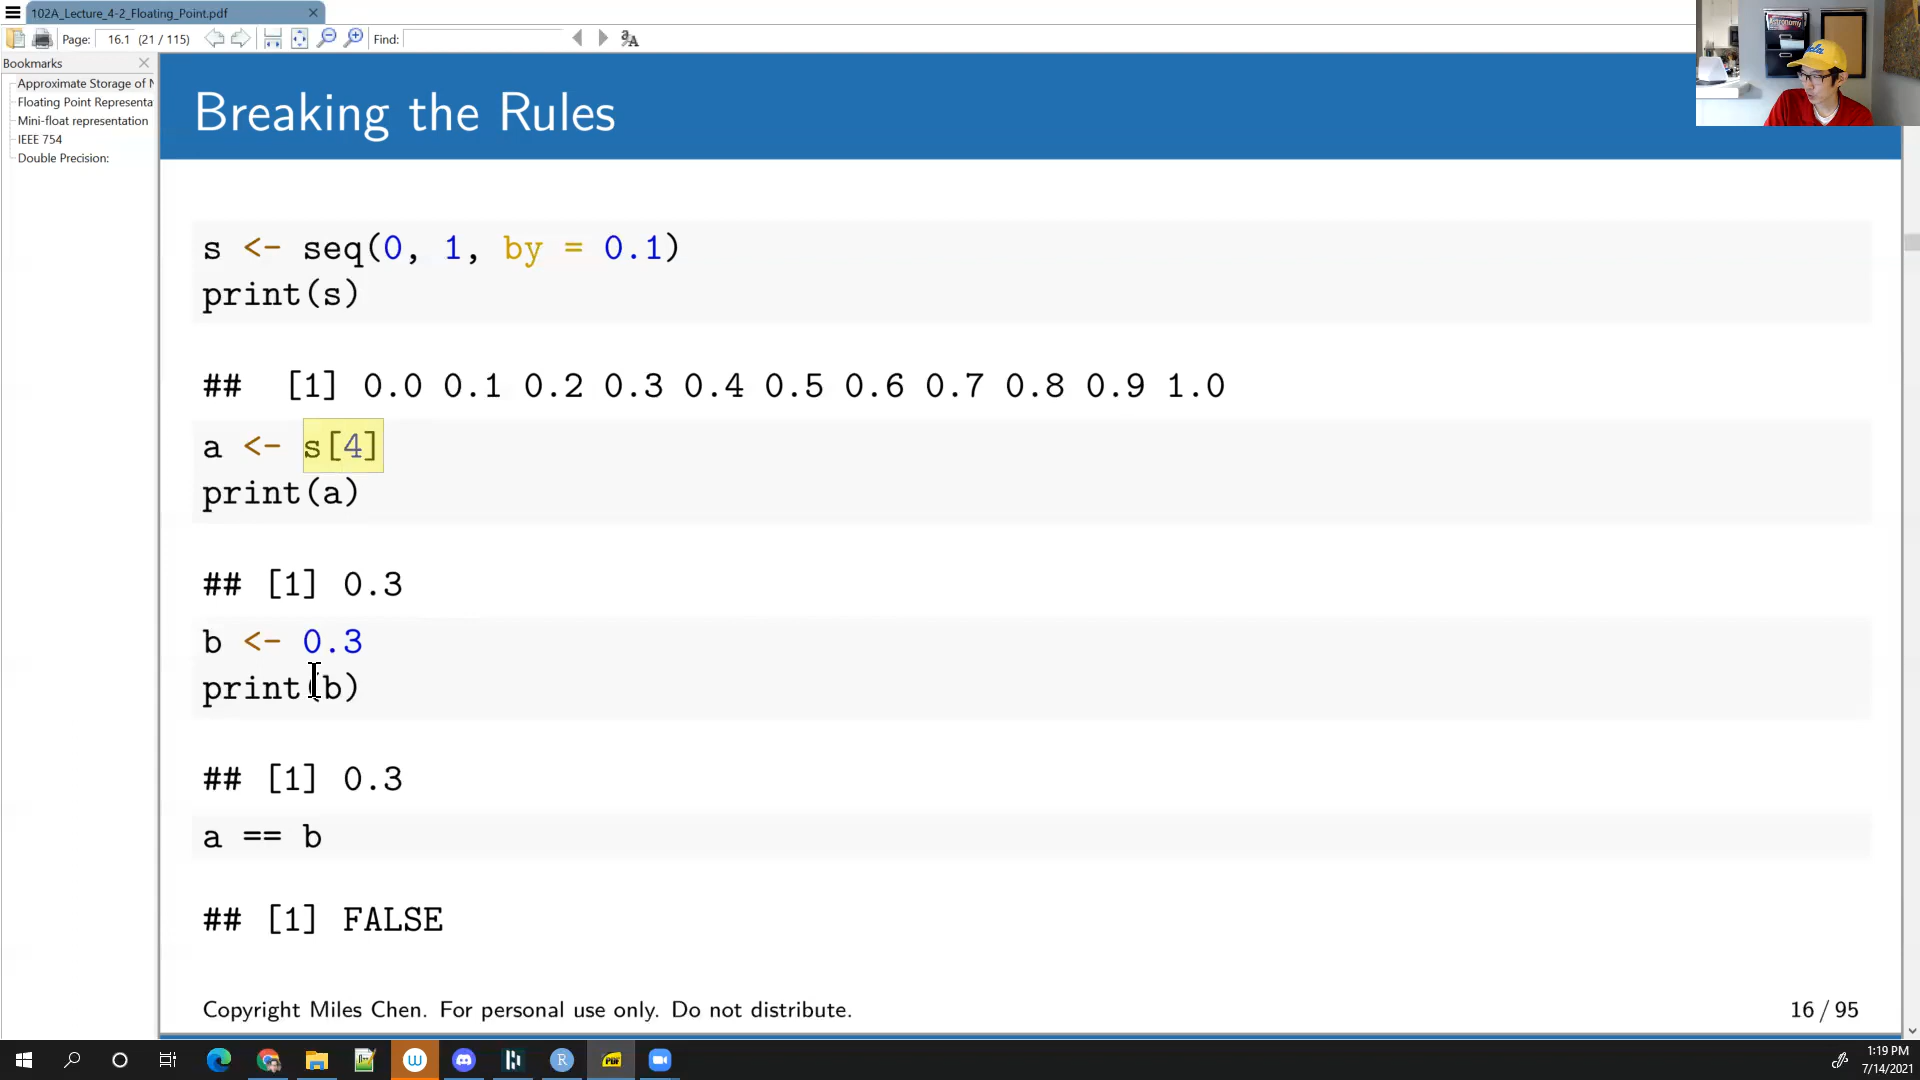 102A_Lecture_4-2_Floating_Point.pdf
Page: 16.1 (21 / 115) Find:
Bookmarks
Approximate Storage of N
Floating Point Representa
Mini-float representation
IEEE 754
Double Precision:
Breaking the Rules
s <- seq(0, 1, by = 0.1)
print(s)
## [1] 0.0 0.1 0.2 0.3 0.4 0.5 0.6 0.7 0.8 0.9 1.0
a <- s[4]
print(a)
## [1] 0.3
b <- 0.3
print(b)
## [1] 0.3
a == b
## [1] FALSE
Copyright Miles Chen. For personal use only. Do not distribute.
16 / 95
1:19 PM
7/14/2021